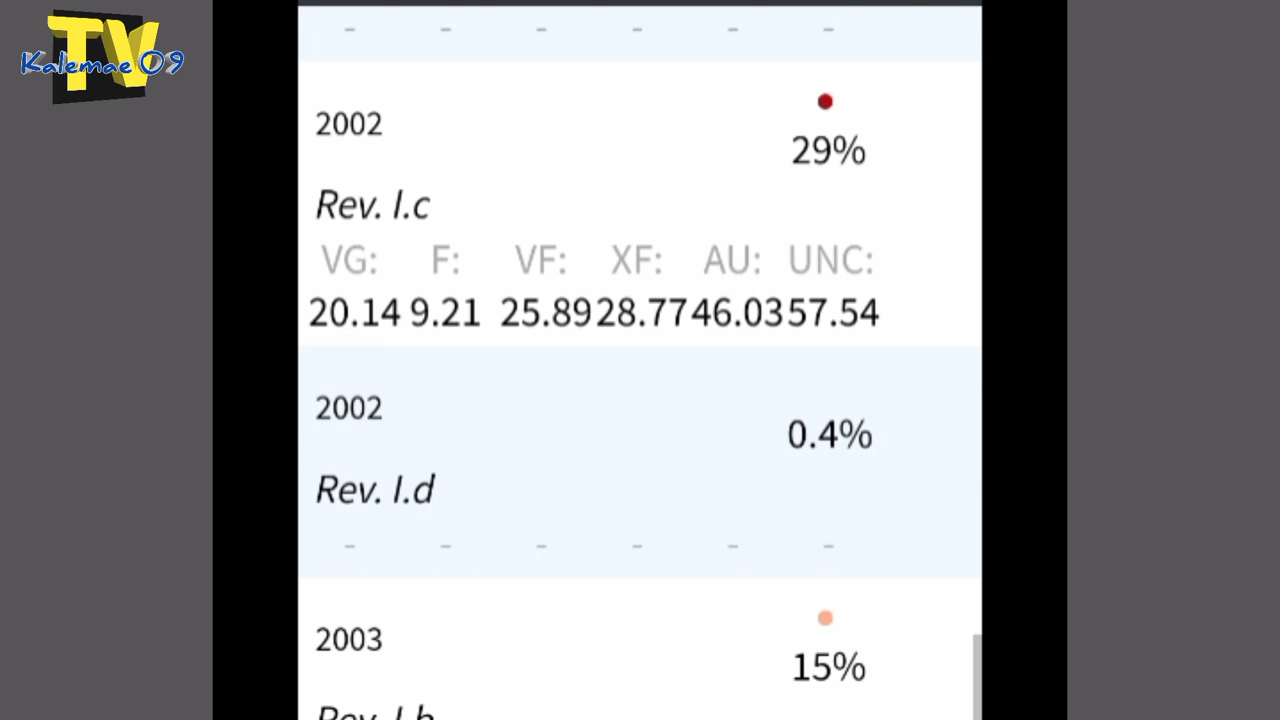 TV
Kalemae 09
- - - - - -
2002
29%
Rev. I.c
VG: F: VF: XF: AU: UNC:
20.14 9.21 25.89 28.77 46.03 57.54
2002
0.4%
Rev. I.d
- - - - - -
2003
15%
Rev. I.b